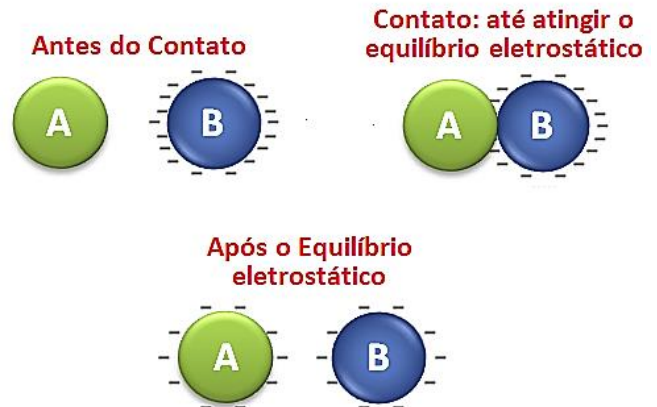 Antes do Contato
A
B
Contato: até atingir o
equilíbrio eletrostático
A
B
Após o Equilíbrio
eletrostático
A
B